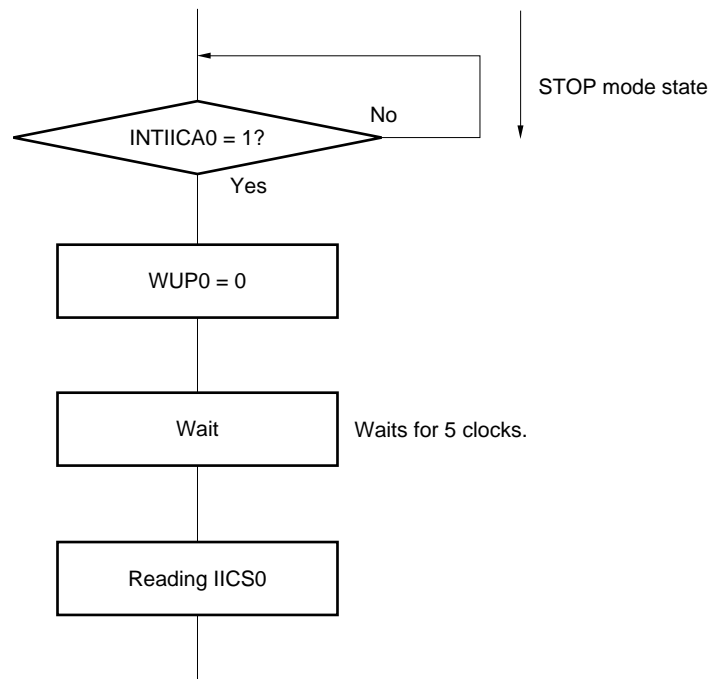 STOP mode state
No
INTIICA0 = 1?
Yes
WUP0 = 0
Wait
Waits for 5 clocks.
Reading IICS0